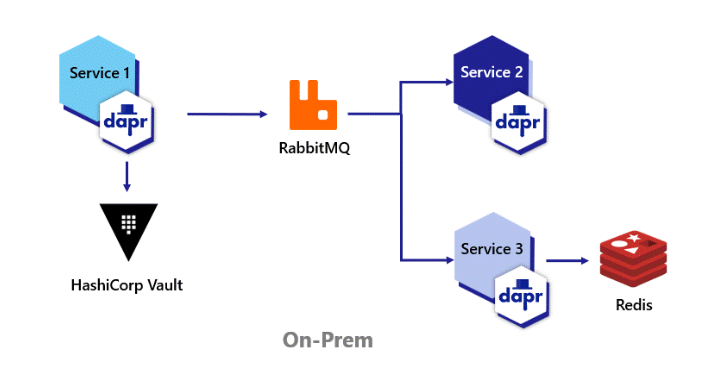 Service 1
dapr
HashiCorp Vault
RabbitMQ
Service 2
dapr
Service 3
dapr
Redis
On-Prem